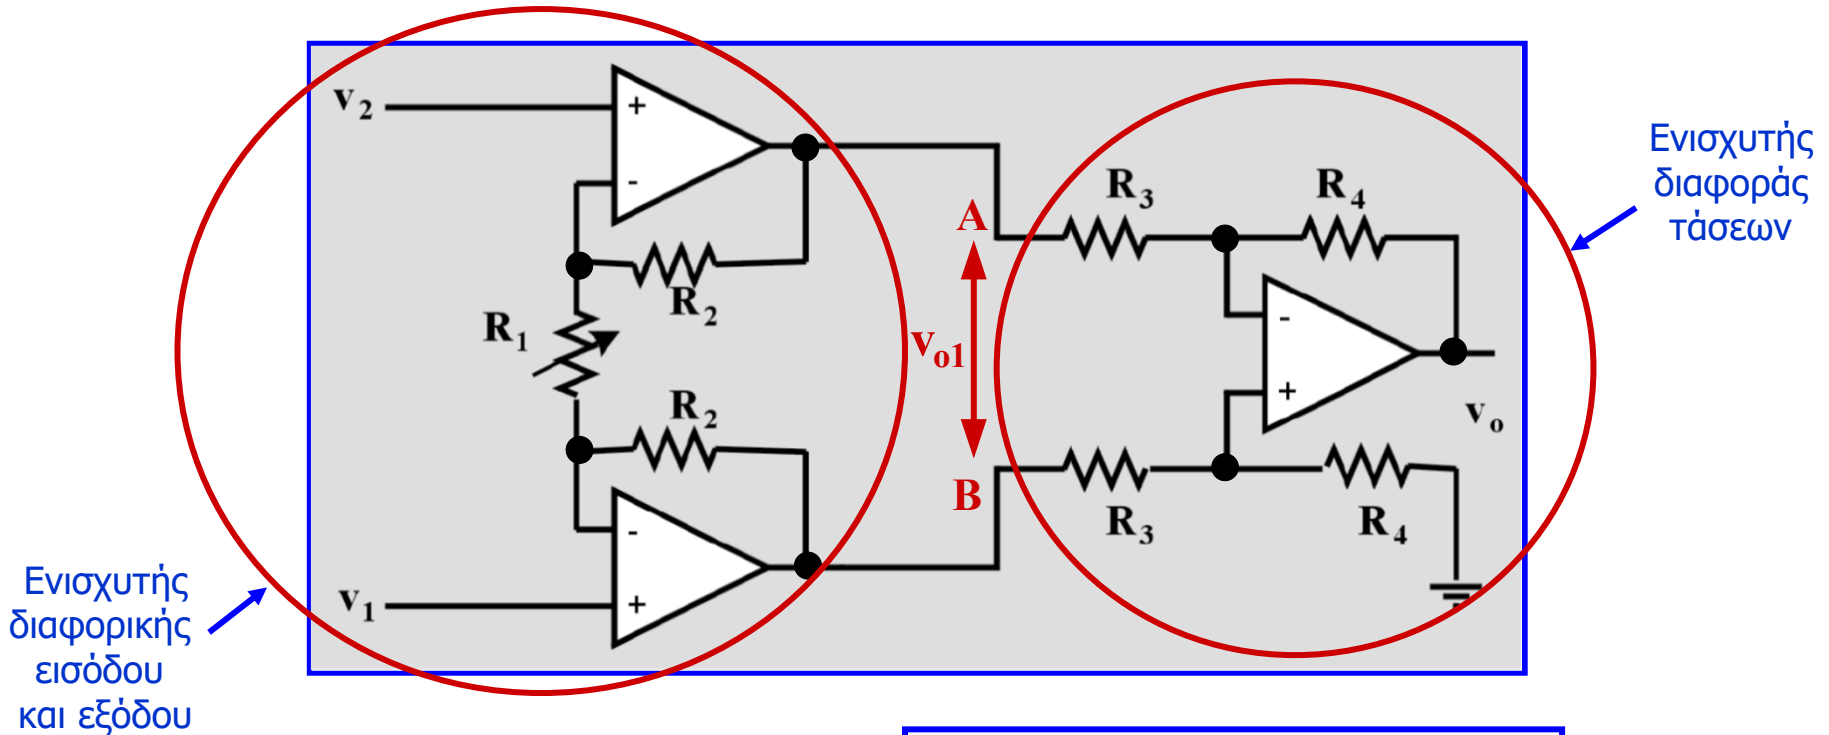 v2
+
-
R2
R1
R2
-
+
v1
A
vo1
B
R3
R4
-
+
vo
R3
R4
Ενισχυτής
διαφοράς
τάσεων
Ενισχυτής
διαφορικής
εισόδου
και εξόδου